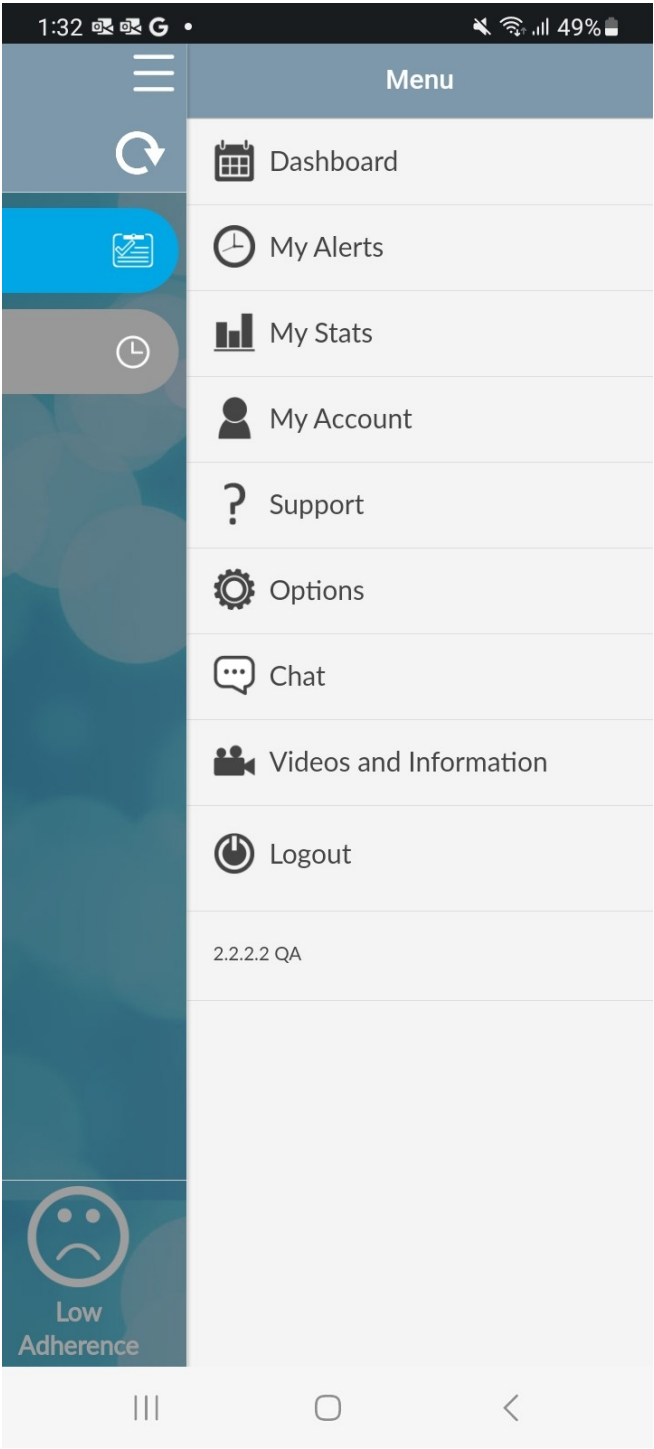 1:32 G 49%
Menu
Dashboard
My Alerts
My Stats
My Account
Support
Options
Chat
Videos and Information
Logout
2.2.2.2 QA
Low
Adherence